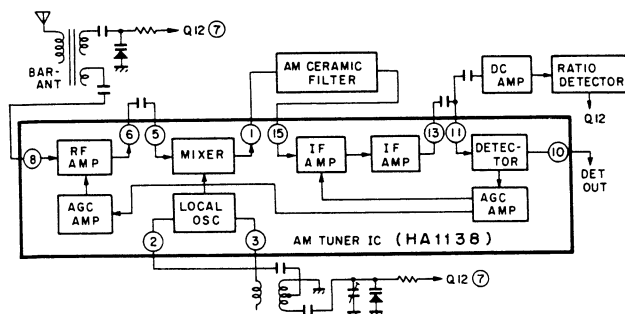 Q12 ⑦
BAR-
ANT
AM CERAMIC
FILTER
DC
AMP
RATIO
DETECTOR
Q12
⑥
⑤
①
⑮
⑬
⑪
⑧
RF
AMP
MIXER
IF
AMP
IF
AMP
DETEC-
TOR
⑩
DET
OUT
AGC
AMP
LOCAL
OSC
AGC
AMP
②
③
AM TUNER IC (HA1138)
Q12 ⑦